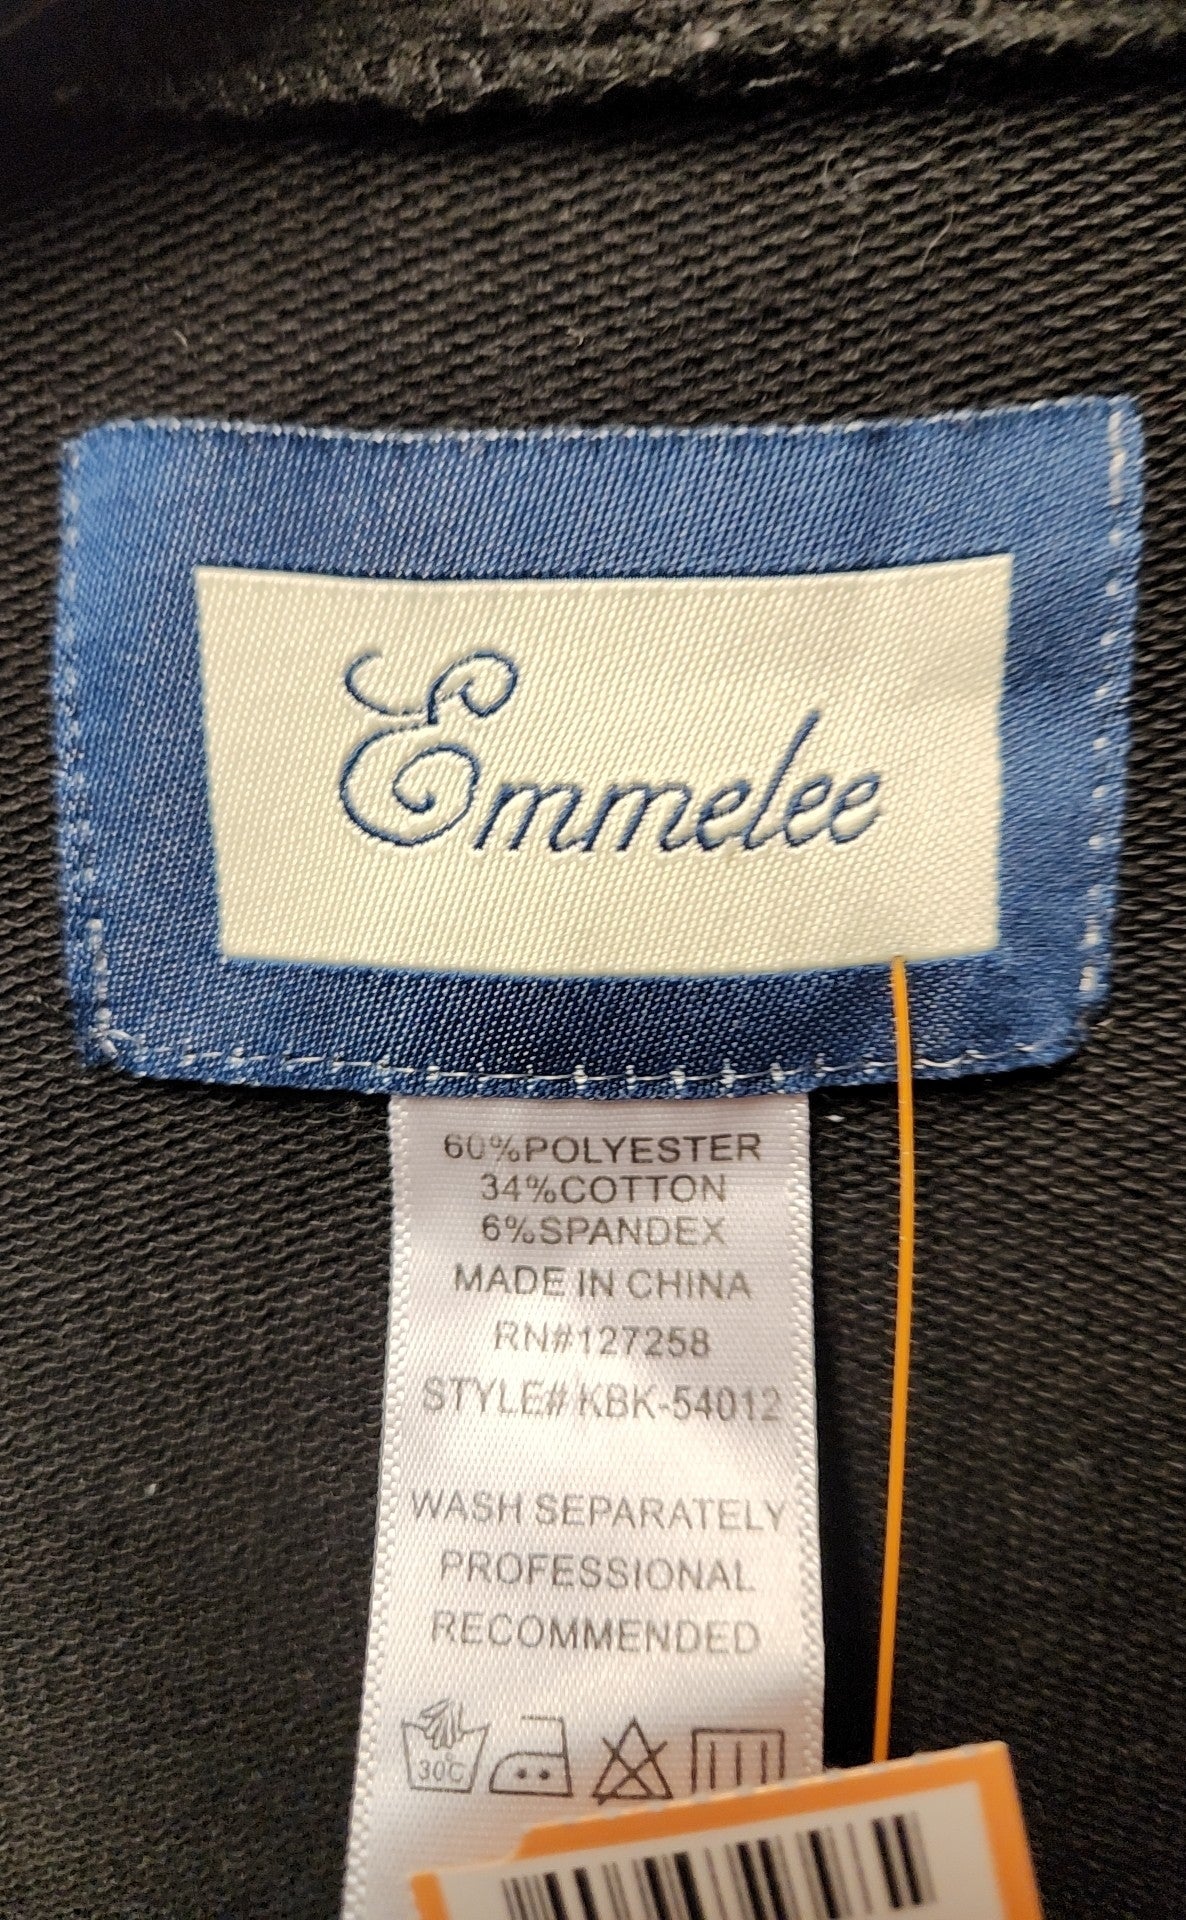 Emmelee
60%POLYESTER
34%COTTON
6%SPANDEX
MADE IN CHINA
RN#127258
STYLE# KBK-54012
WASH SEPARATELY
PROFESSIONAL
RECOMMENDED
30°C